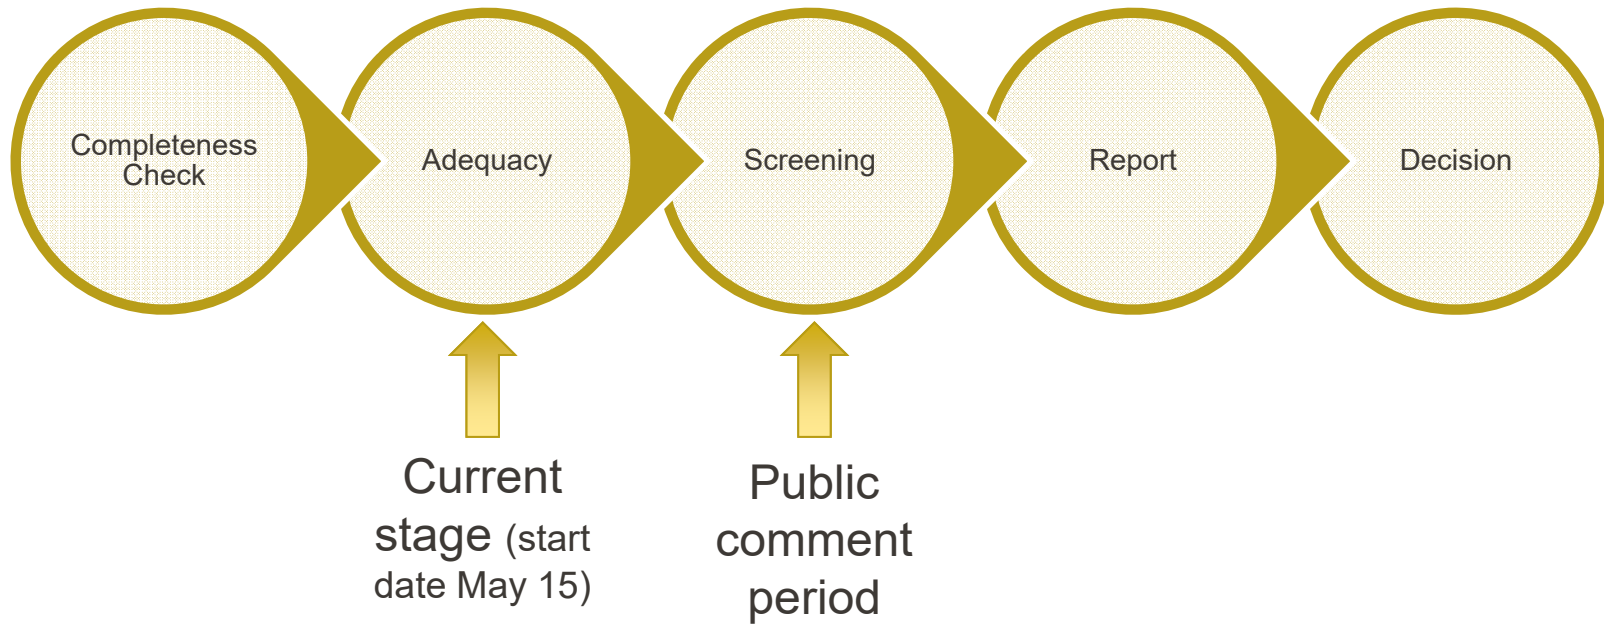 Completeness
Check
Adequacy
Screening
Report
Decision
Current
stage (start
date May 15)
Public
comment
period